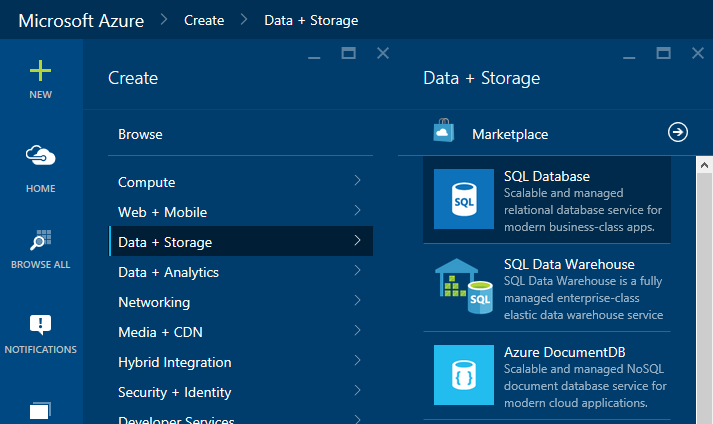 Microsoft Azure > Create > Data + Storage
NEW
HOME
BROWSE ALL
NOTIFICATIONS
Create
Browse
Compute
Web + Mobile
Data + Storage
Data + Analytics
Networking
Media + CDN
Hybrid Integration
Security + Identity
Developer Services
Data + Storage
Marketplace
SQL
SQL Database
Scalable and managed
relational database service for
modern business-class apps.
SQL
SQL Data Warehouse
SQL Data Warehouse is a fully
managed enterprise-class
elastic data warehouse service
{ }
Azure DocumentDB
Scalable and managed NoSQL
document database service for
modern cloud applications.